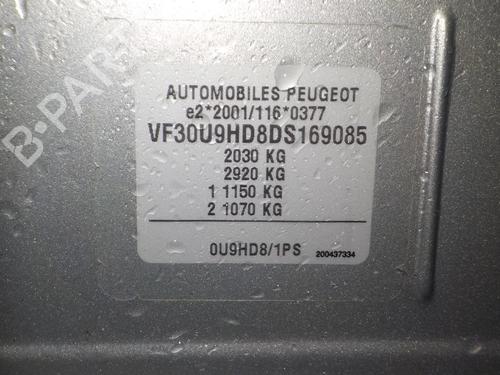 B-PARTS
AUTOMOBILES PEUGEOT
e2*2001/116*0377
VF30U9HD8DS169085
2030 KG
2920 KG
1 1150 KG
2 1070 KG
0U9HD8/1PS
200437334